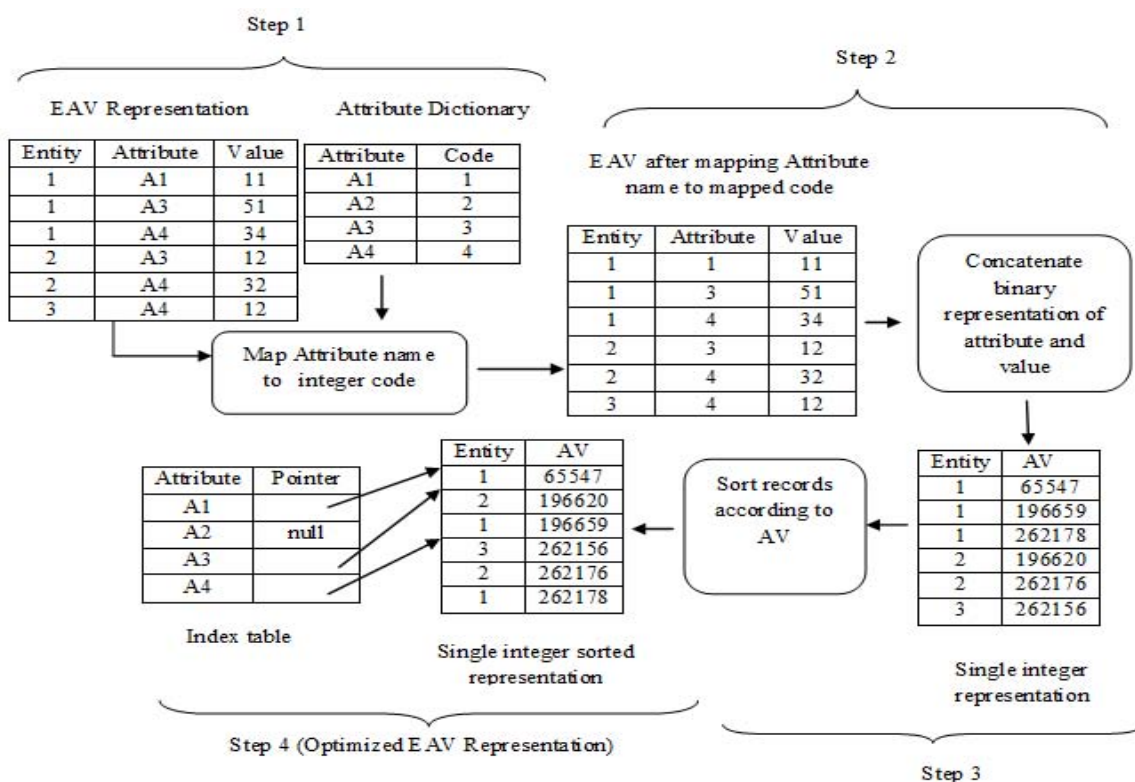 Step 1
EAV Representation
Attribute Dictionary
Entity Attribute Value
1 A1 11
1 A3 51
1 A4 34
2 A3 12
2 A4 32
3 A4 12
Attribute Code
A1 1
A2 2
A3 3
A4 4
Map Attribute name
to integer code
Step 2
EAV after mapping Attribute
name to mapped code
Entity Attribute Value
1 1 11
1 3 51
1 4 34
2 3 12
2 4 32
3 4 12
Concatenate
binary
representation of
attribute and
value
Entity AV
1 65547
1 196659
1 262178
2 196620
2 262176
3 262156
Single integer
representation
Step 3
Sort records
according to
AV
Entity AV
1 65547
2 196620
1 196659
3 262156
2 262176
1 262178
Single integer sorted
representation
Attribute Pointer
A1
A2 null
A3
A4
Index table
Step 4 (Optimized EAV Representation)